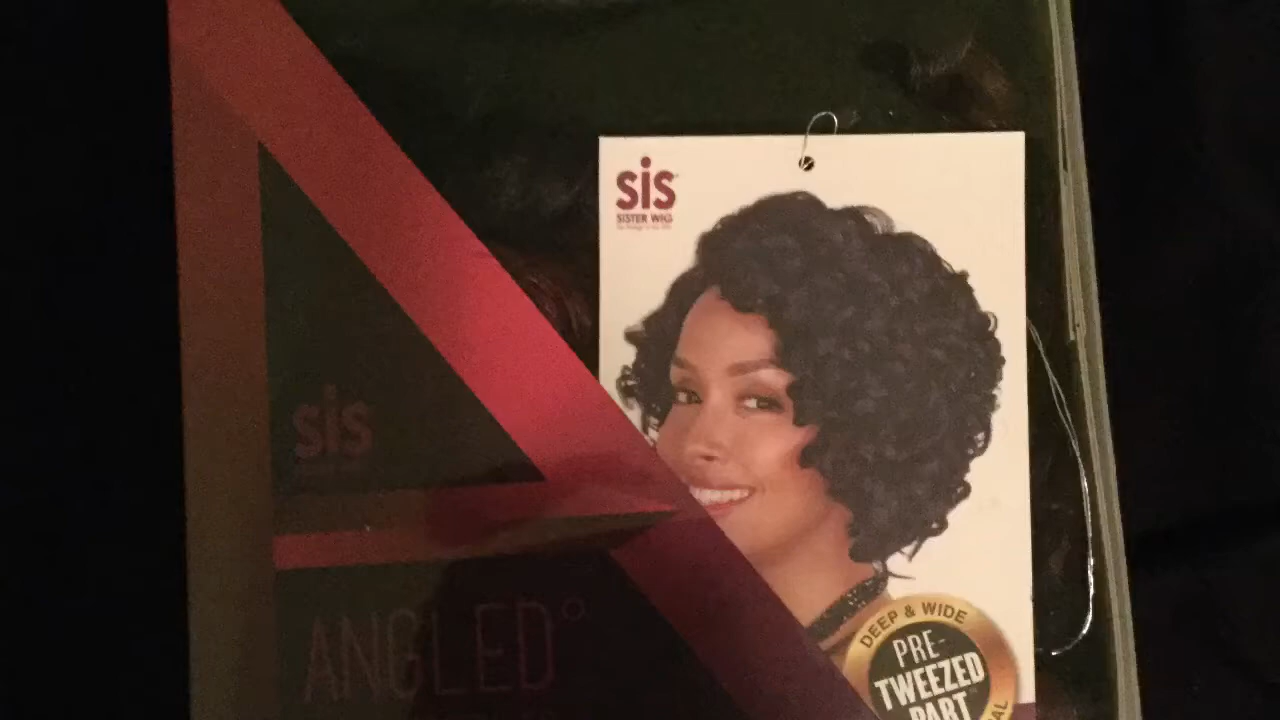 sis
SISTER WIG
sis
ANGLED°
DEEP & WIDE
PRE-
TWEEZED
PART